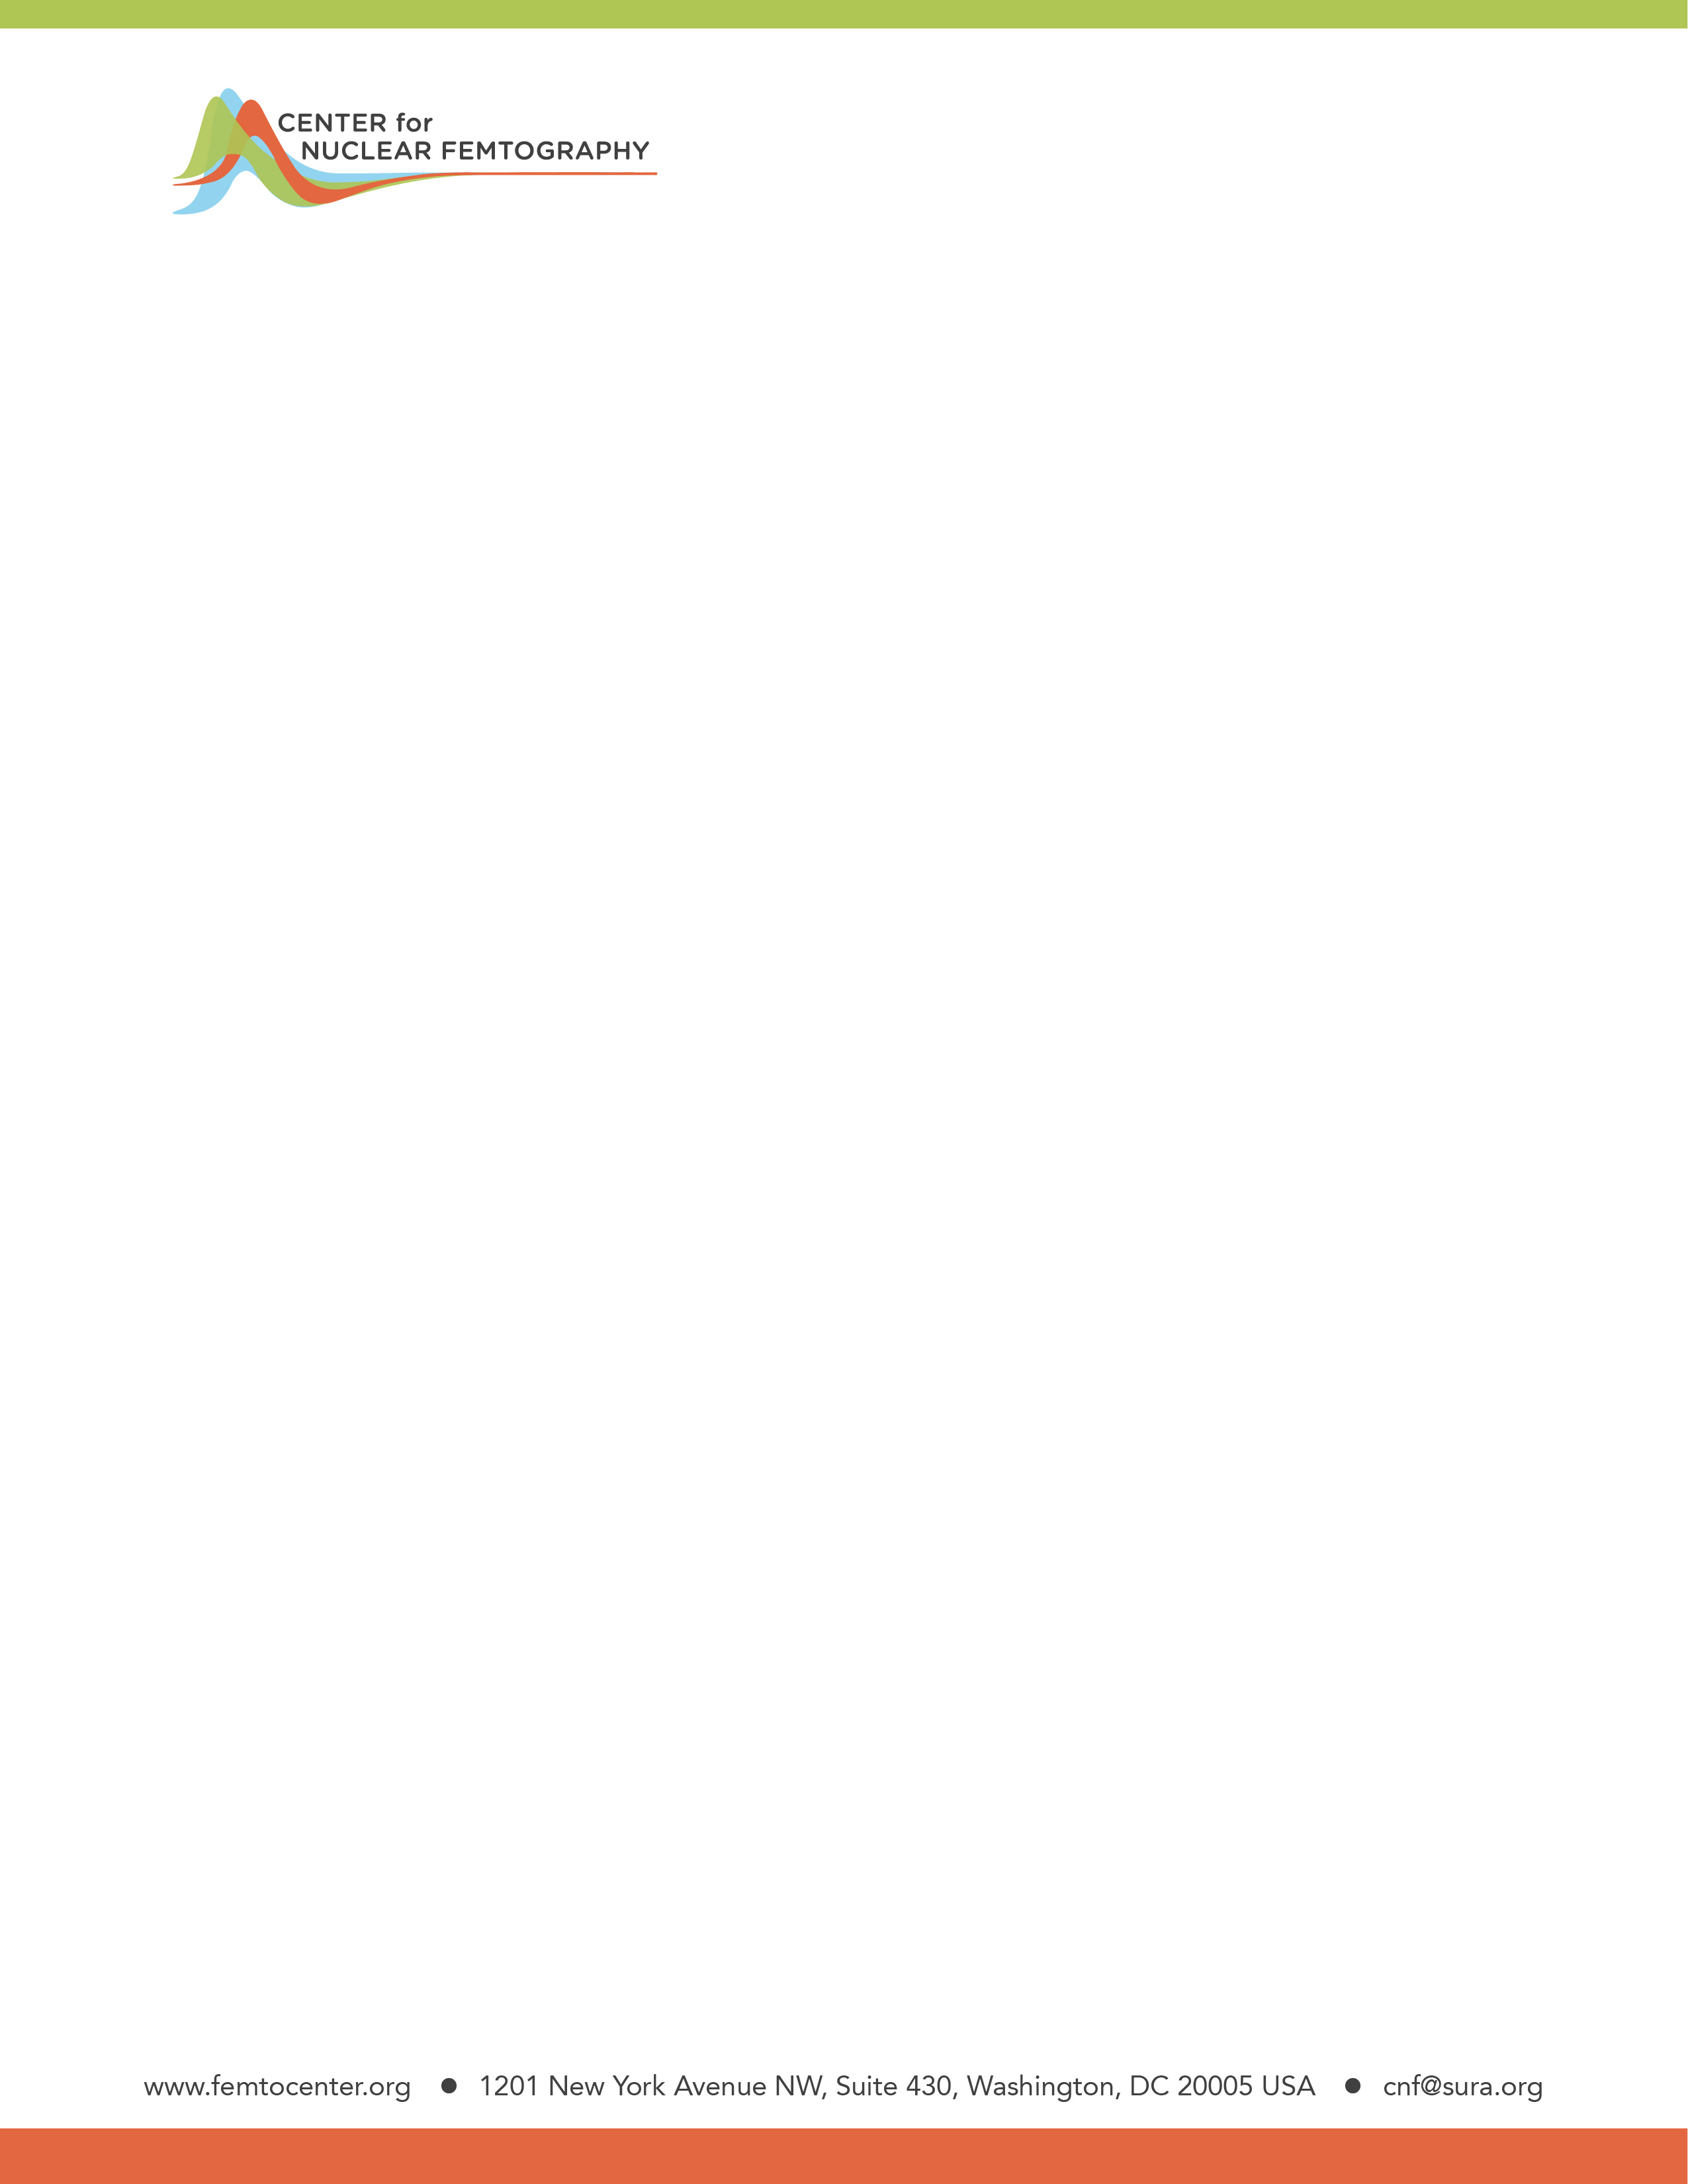 CENTER for
NUCLEAR FEMTOGRAPHY
www.femtocenter.org ● 1201 New York Avenue NW, Suite 430, Washington, DC 20005 USA ● cnf@sura.org